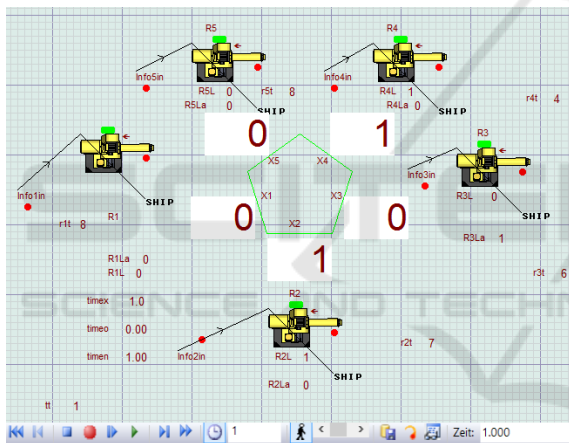 R5
R4
Info5in
Info4in
R5L 0 r5t 8
R4L 1
r4t 4
R5La 0
R4La 0
SHIP
SHIP
0
1
R3
X5
X4
Info1in
Info3in
X1
X3
R3L 0
SHIP
SHIP
0
0
r1t 8
R1
X2
R3La 1
1
R1La 0
R1L 0
r3t 6
R2
timex 1.0
timeo 0.00
timen 1.00
Info2in
R2L 1
r2t 7
R2La 0
SHIP
tt 1
1
Zeit: 1.000
SCIENCE AND TECH